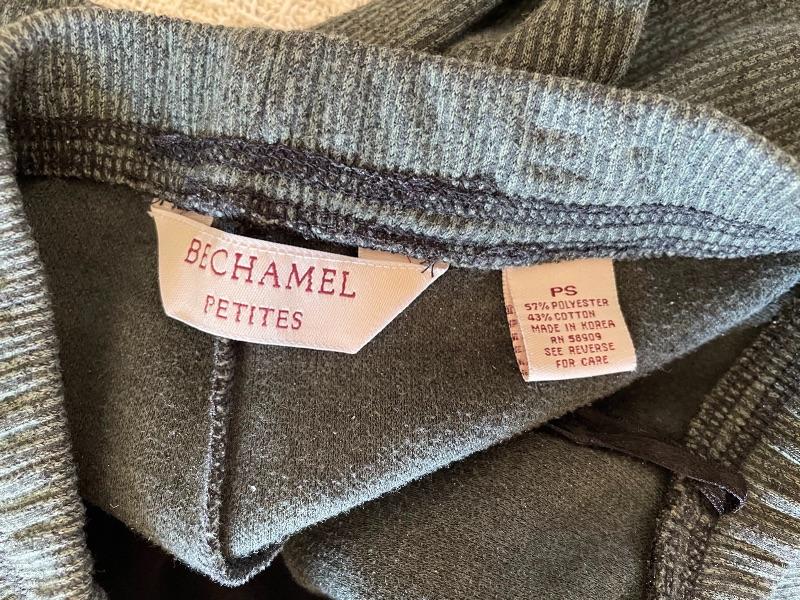 BECHAMEL
PETITES
PS
57% POLYESTER
43% COTTON
MADE IN KOREA
RN 58909
SEE REVERSE
FOR CARE